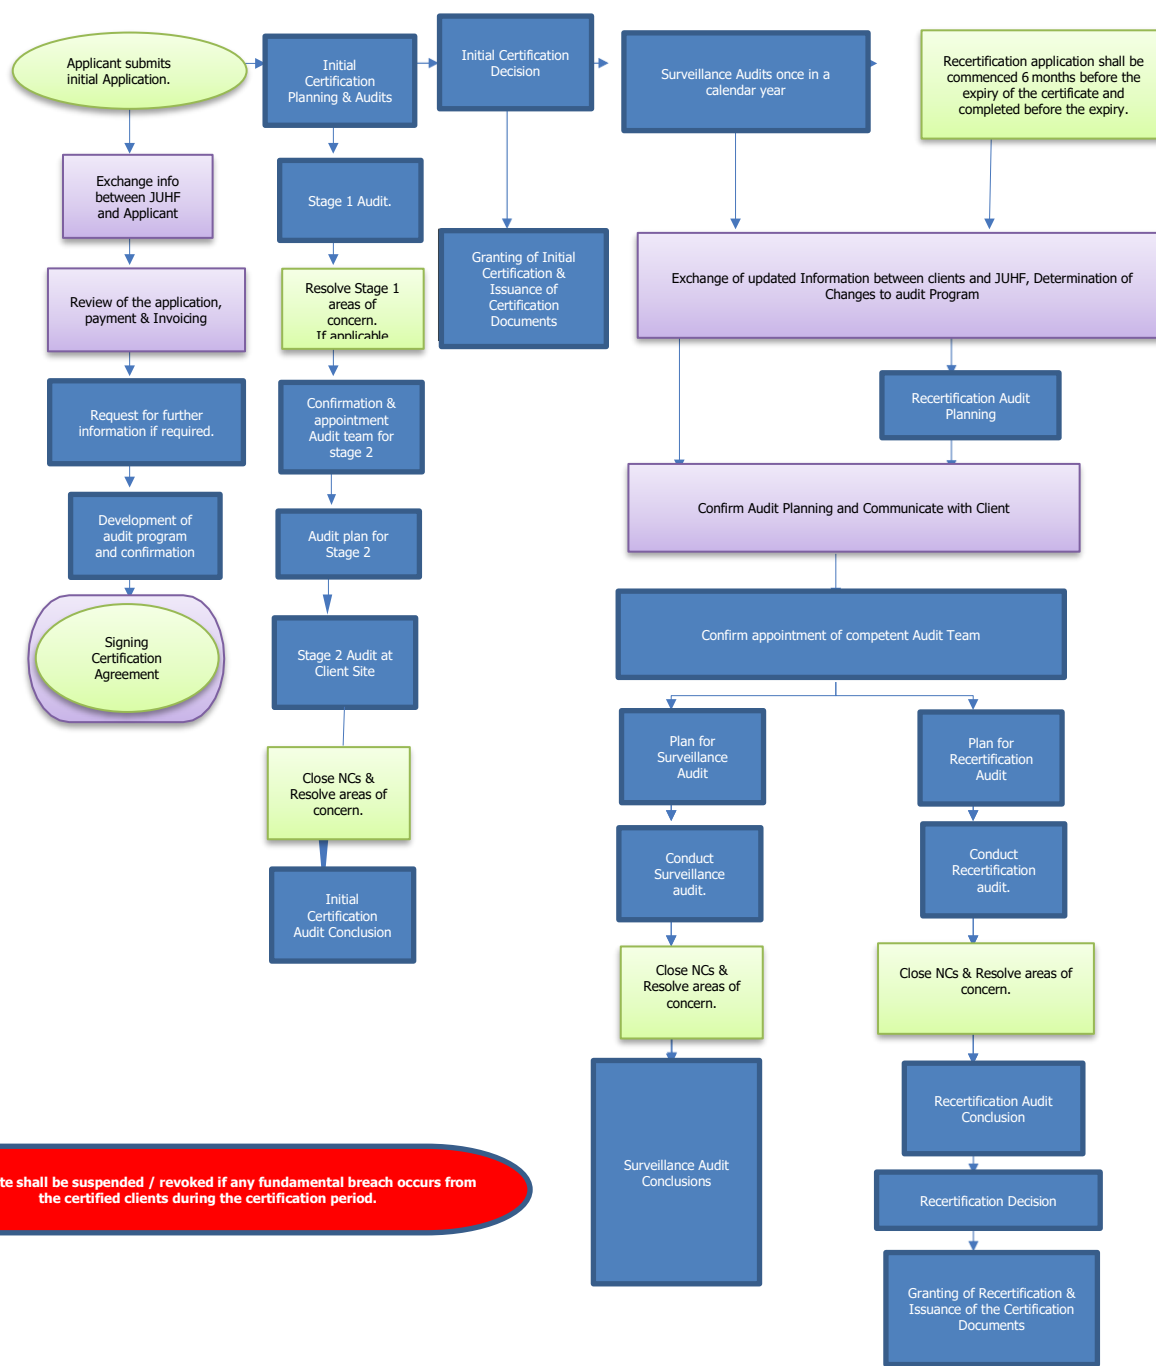 Applicant submits
initial Application.
Initial
Certification
Planning & Audits
Initial Certification
Decision
Surveillance Audits once in a
calendar year
Recertification application shall be
commenced 6 months before the
expiry of the certificate and
completed before the expiry.
Exchange info
between JUHF
and Applicant
Review of the application,
payment & Invoicing
Request for further
information if required.
Development of
audit program
and confirmation
Signing
Certification
Agreement
Stage 1 Audit.
Resolve Stage 1
areas of
concern.
If applicable
Confirmation &
appointment
Audit team for
stage 2
Audit plan for
Stage 2
Stage 2 Audit at
Client Site
Close NCs &
Resolve areas of
concern.
Initial
Certification
Audit Conclusion
Granting of Initial
Certification &
Issuance of
Certification
Documents
Exchange of updated Information between clients and JUHF, Determination of
Changes to audit Program
Recertification Audit
Planning
Confirm Audit Planning and Communicate with Client
Confirm appointment of competent Audit Team
Plan for
Surveillance
Audit
Conduct
Surveillance
audit.
Close NCs &
Resolve areas of
concern.
Surveillance Audit
Conclusions
Plan for
Recertification
Audit
Conduct
Recertification
audit.
Close NCs & Resolve areas of
concern.
Recertification Audit
Conclusion
Recertification Decision
Granting of Recertification &
Issuance of the Certification
Documents
te shall be suspended / revoked if any fundamental breach occurs from
the certified clients during the certification period.